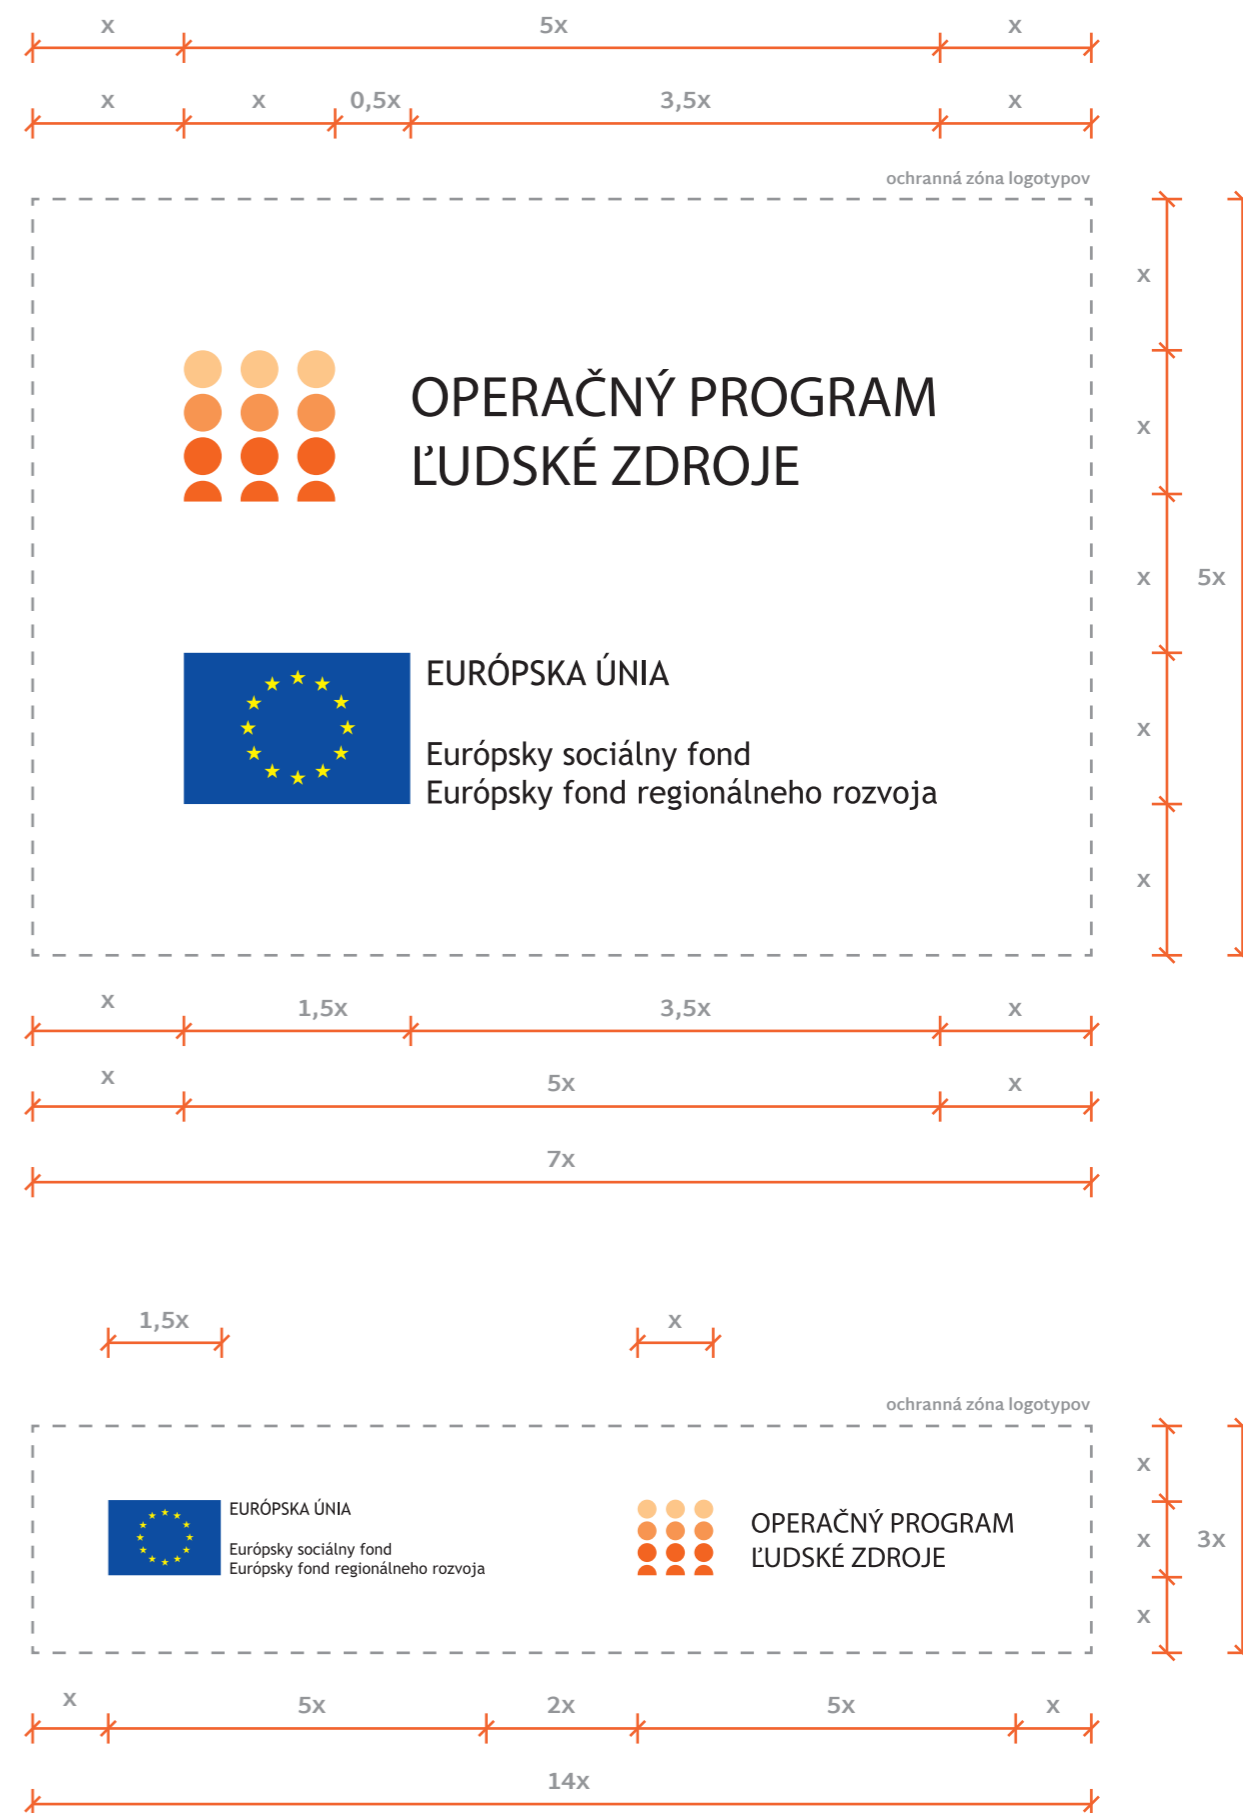 x 5x x
x x 0,5x 3,5x x
ochranná zóna logotypov
x
OPERAČNÝ PROGRAM
x
ĽUDSKÉ ZDROJE
x 5x
EURÓPSKA ÚNIA
x
Európsky sociálny fond
Európsky fond regionálneho rozvoja
x
x 1,5x 3,5x x
x 5x x
7x
1,5x x
ochranná zóna logotypov
x
EURÓPSKA ÚNIA
Európsky sociálny fond
Európsky fond regionálneho rozvoja
OPERAČNÝ PROGRAM
ĽUDSKÉ ZDROJE
x 3x
x
x 5x 2x 5x x
14x